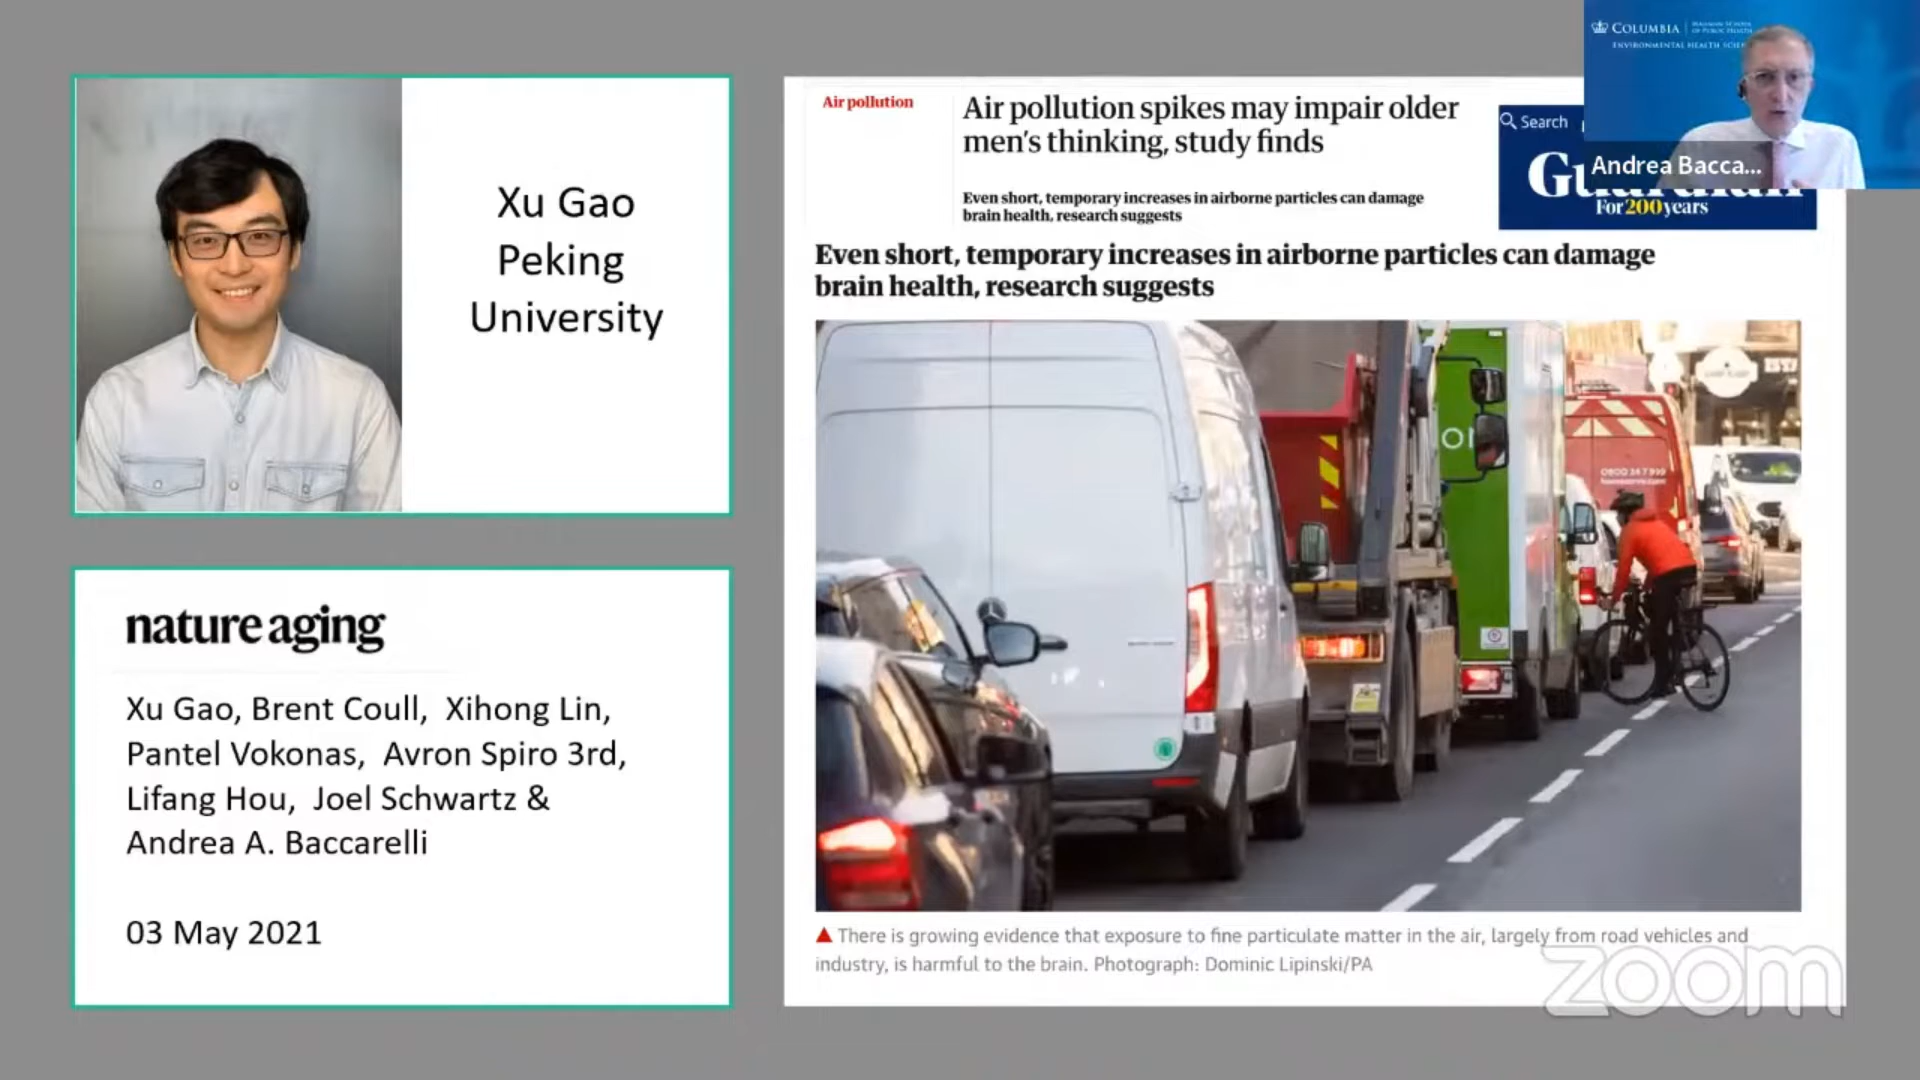 Xu Gao
Peking
University
nature aging
Xu Gao, Brent Coull, Xihong Lin,
Pantel Vokonas, Avron Spiro 3rd,
Lifang Hou, Joel Schwartz &
Andrea A. Baccarelli
03 May 2021
Air pollution
Air pollution spikes may impair older
men's thinking, study finds
Even short, temporary increases in airborne particles can damage
brain health, research suggests
Search
For 200 years
Even short, temporary increases in airborne particles can damage
brain health, research suggests
▲ There is growing evidence that exposure to fine particulate matter in the air, largely from road vehicles and
industry, is harmful to the brain. Photograph: Dominic Lipinski/PA
COLUMBIA
ENVIRONMENTAL HEALTH
Andrea Bacca...
zoom